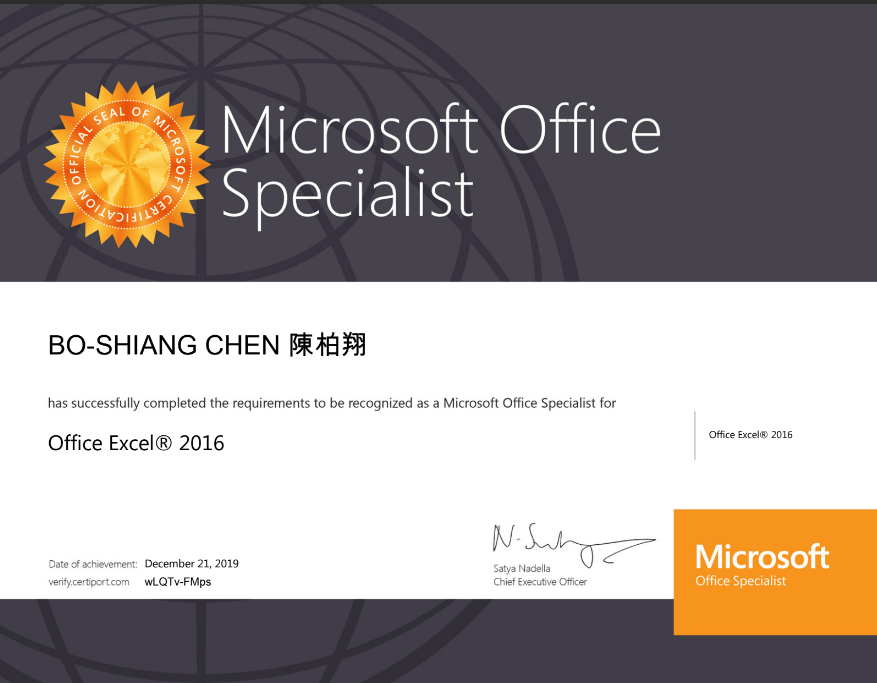 OFFICIAL SEAL OF MICROSOFT CERTIFICATION
Microsoft Office
Specialist
BO-SHIANG CHEN 陳柏翔
has successfully completed the requirements to be recognized as a Microsoft Office Specialist for
Office Excel® 2016
Office Excel® 2016
Date of achievement: December 21, 2019
verify.certiport.com wLQTv-FMps
Satya Nadella
Chief Executive Officer
Microsoft
Office Specialist